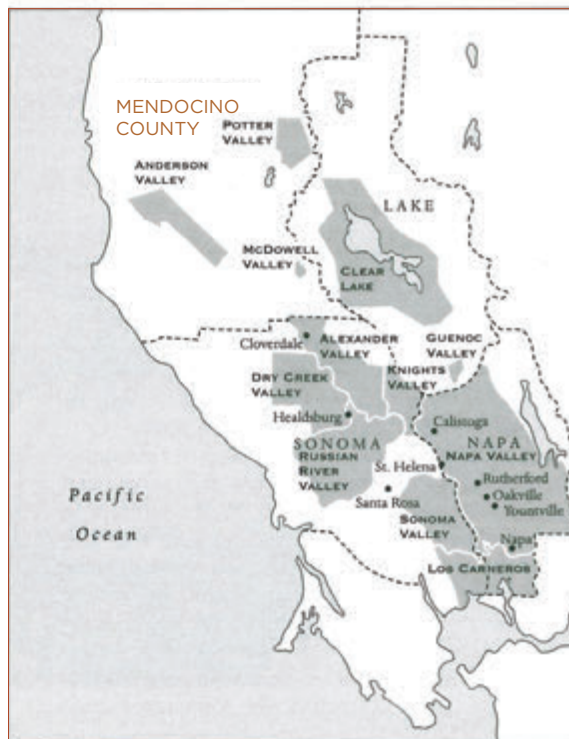 MENDOCINO
COUNTY
POTTER
VALLEY
ANDERSON
VALLEY
LAKE
MCDOWELL
VALLEY
CLEAR
LAKE
Cloverdale
ALEXANDER
VALLEY
GUENOC
VALLEY
KNIGHTS
VALLEY
DRY CREEK
VALLEY
Healdsburg
Calistoga
SONOMA
NAPA
RUSSIAN
RIVER
VALLEY
NAPA VALLEY
St. Helena
Rutherford
Santa Rosa
Oakville
Yountville
SONOMA
VALLEY
Pacific
Ocean
Napa
LOS CARNEROS